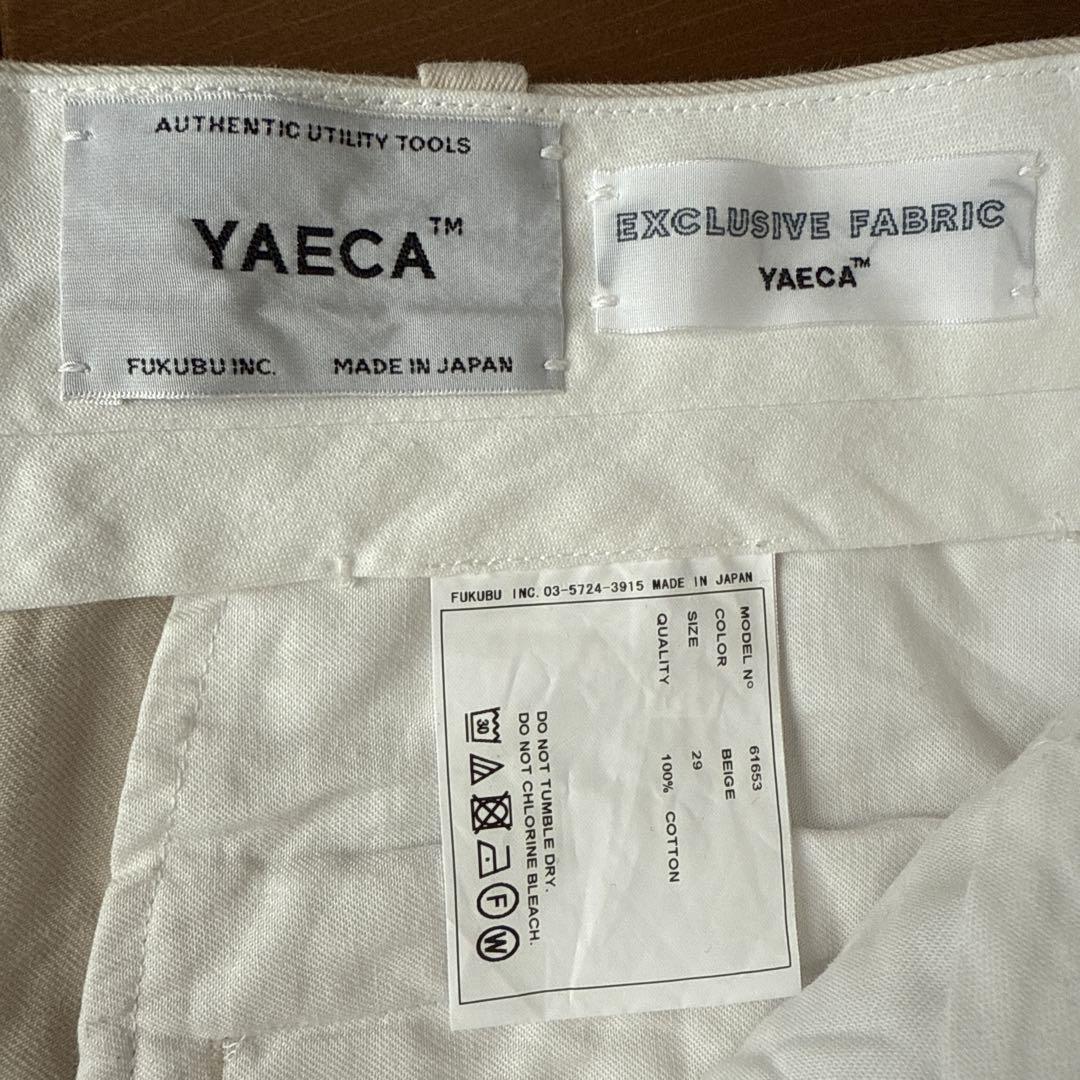 AUTHENTIC UTILITY TOOLS
YAECA™
FUKUBU INC. MADE IN JAPAN
EXCLUSIVE FABRIC
YAECA™
FUKUBU INC. 03-5724-3915 MADE IN JAPAN
MODEL Nº 61653
COLOR BEIGE
SIZE 29
QUALITY 100% COTTON
DO NOT TUMBLE DRY.
DO NOT CHLORINE BLEACH.
30
F
W